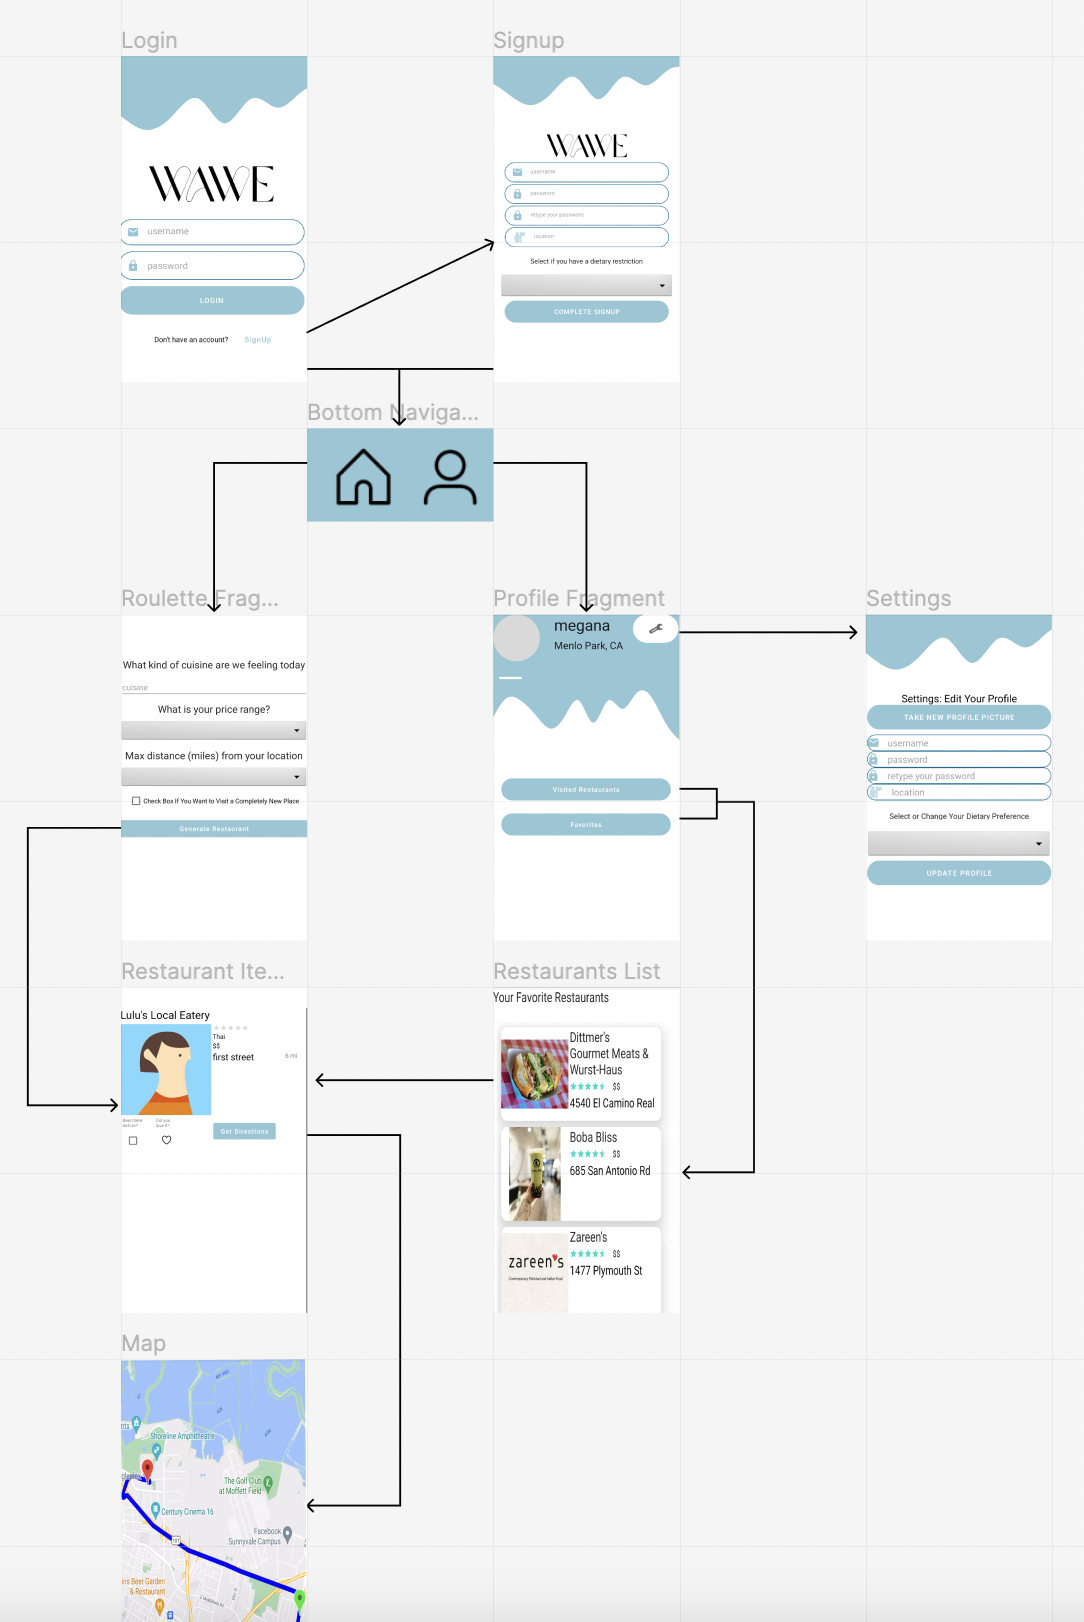 Login
Signup
WAWE
username
password
LOGIN
Don't have an account? SignUp
WAWE
username
password
retype your password
location
Select if you have a dietary restriction
COMPLETE SIGNUP
Bottom Naviga...
Roulette Frag...
What kind of cuisine are we feeling today
cuisine
What is your price range?
Max distance (miles) from your location
Check Box If You Want to Visit a Completely New Place
Generate Restaurant
Profile Fragment
megana
Menlo Park, CA
Visited Restaurants
Favorites
Settings
Settings: Edit Your Profile
TAKE NEW PROFILE PICTURE
username
password
retype your password
location
Select or Change Your Dietary Preference
UPDATE PROFILE
Restaurant Ite...
Lulu's Local Eatery
Thai
$$
first street 6 mi
Been here before?
Did you love it?
Get Directions
Restaurants List
Your Favorite Restaurants
Dittmer's
Gourmet Meats &
Wurst-Haus
$$
4540 El Camino Real
Boba Bliss
$$
685 San Antonio Rd
zareen's
Contemporary Pakistani and Indian Food
Zareen's
$$
1477 Plymouth St
Map
Shoreline Amphitheatre
The Golf Club
at Moffett Field
Century Cinema 16
101
Facebook
Sunnyvale Campus
ins Beer Garden
& Restaurant